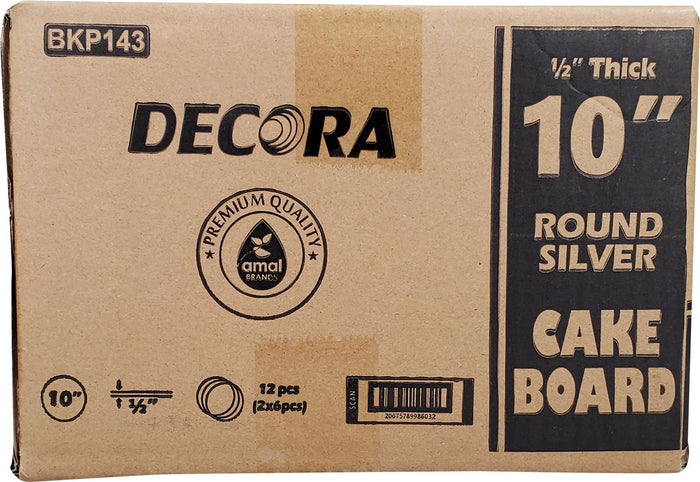 BKP143
DECORA
★ PREMIUM QUALITY ★
amal
BRANDS
10"
1/2"
12 pcs
(2x6pcs)
SCAN
20675789986032
½" Thick
10"
ROUND
SILVER
CAKE
BOARD